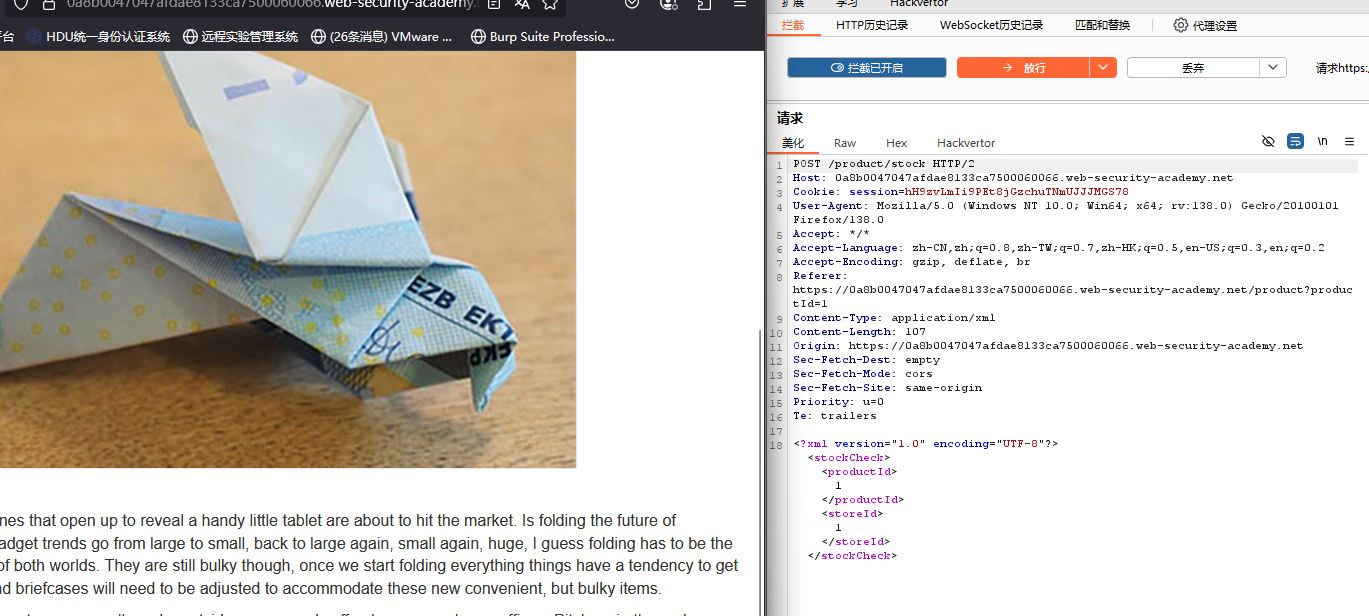 0a8b0047047afdae8133ca7500060066.web-security-academy.
HDU统一身份认证系统 远程实验管理系统 (26条消息) VMware ... Burp Suite Professio...
EZB EKT
EKP
nes that open up to reveal a handy little tablet are about to hit the market. Is folding the future of
adget trends go from large to small, back to large again, small again, huge, I guess folding has to be the
of both worlds. They are still bulky though, once we start folding everything things have a tendency to get
nd briefcases will need to be adjusted to accommodate these new convenient, but bulky items.
扩展 学习 Hackvertor
拦截 HTTP历史记录 WebSocket历史记录 匹配和替换 代理设置
拦截已开启 放行 丢弃 请求https:
请求
美化 Raw Hex Hackvertor \n
1 POST /product/stock HTTP/2
2 Host: 0a8b0047047afdae8133ca7500060066.web-security-academy.net
3 Cookie: session=hH9zvLmIi9PEt8jGzchuTNmUJJJMGS78
4 User-Agent: Mozilla/5.0 (Windows NT 10.0; Win64; x64; rv:138.0) Gecko/20100101
Firefox/138.0
5 Accept: */*
6 Accept-Language: zh-CN,zh;q=0.8,zh-TW;q=0.7,zh-HK;q=0.5,en-US;q=0.3,en;q=0.2
7 Accept-Encoding: gzip, deflate, br
8 Referer:
https://0a8b0047047afdae8133ca7500060066.web-security-academy.net/product?produc
tId=1
9 Content-Type: application/xml
10 Content-Length: 107
11 Origin: https://0a8b0047047afdae8133ca7500060066.web-security-academy.net
12 Sec-Fetch-Dest: empty
13 Sec-Fetch-Mode: cors
14 Sec-Fetch-Site: same-origin
15 Priority: u=0
16 Te: trailers
17
18 <?xml version="1.0" encoding="UTF-8"?>
<stockCheck>
<productId>
1
</productId>
<storeId>
1
</storeId>
</stockCheck>